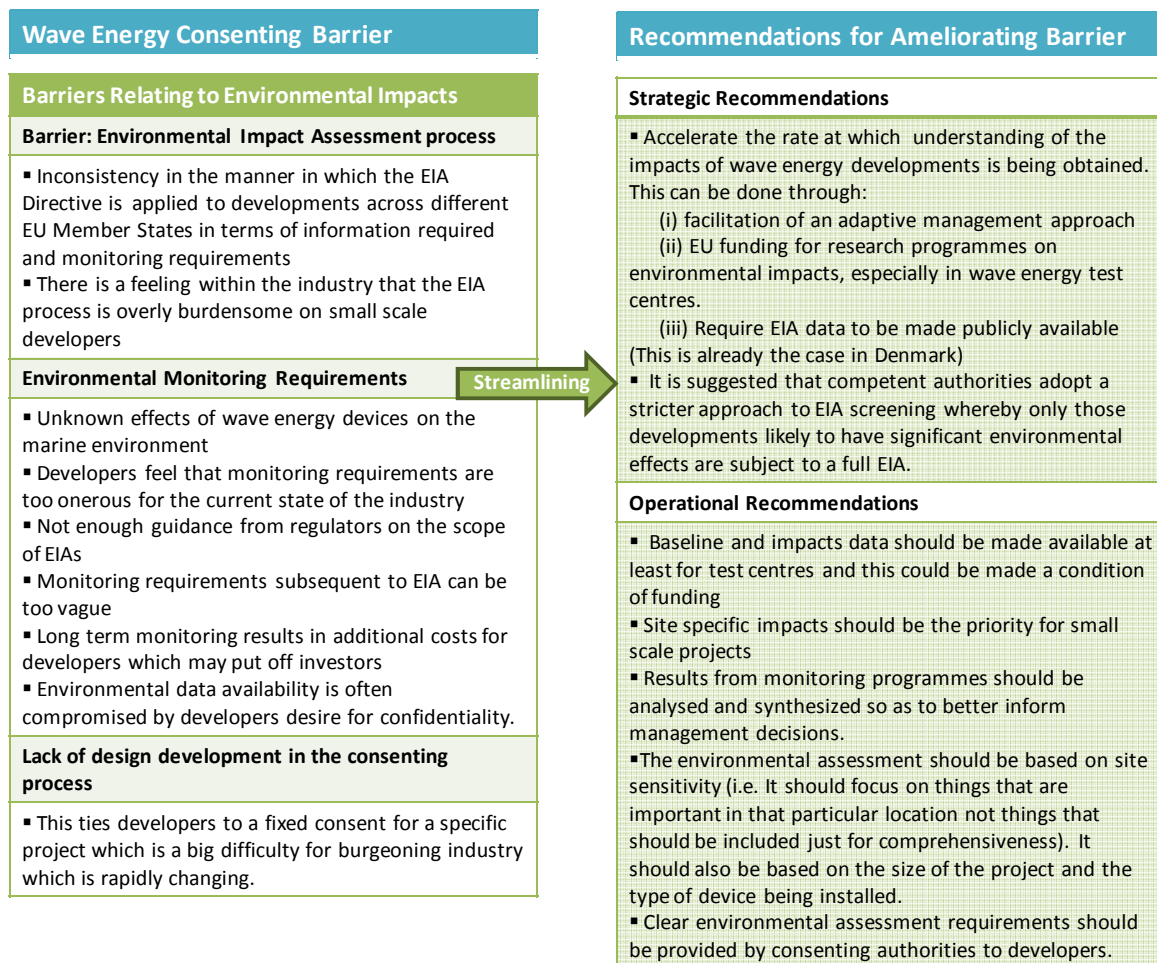 Wave Energy Consenting Barrier
Barriers Relating to Environmental Impacts
Barrier: Environmental Impact Assessment process
▪ Inconsistency in the manner in which the EIA
Directive is applied to developments across different
EU Member States in terms of information required
and monitoring requirements
▪ There is a feeling within the industry that the EIA
process is overly burdensome on small scale
developers
Environmental Monitoring Requirements
▪ Unknown effects of wave energy devices on the
marine environment
▪ Developers feel that monitoring requirements are
too onerous for the current state of the industry
▪ Not enough guidance from regulators on the scope
of EIAs
▪ Monitoring requirements subsequent to EIA can be
too vague
▪ Long term monitoring results in additional costs for
developers which may put off investors
▪ Environmental data availability is often
compromised by developers desire for confidentiality.
Lack of design development in the consenting
process
▪ This ties developers to a fixed consent for a specific
project which is a big difficulty for burgeoning industry
which is rapidly changing.
Streamlining
Recommendations for Ameliorating Barrier
Strategic Recommendations
▪ Accelerate the rate at which understanding of the
impacts of wave energy developments is being obtained.
This can be done through:
(i) facilitation of an adaptive management approach
(ii) EU funding for research programmes on
environmental impacts, especially in wave energy test
centres.
(iii) Require EIA data to be made publicly available
(This is already the case in Denmark)
▪ It is suggested that competent authorities adopt a
stricter approach to EIA screening whereby only those
developments likely to have significant environmental
effects are subject to a full EIA.
Operational Recommendations
▪ Baseline and impacts data should be made available at
least for test centres and this could be made a condition
of funding
▪ Site specific impacts should be the priority for small
scale projects
▪ Results from monitoring programmes should be
analysed and synthesized so as to better inform
management decisions.
▪The environmental assessment should be based on site
sensitivity (i.e. It should focus on things that are
important in that particular location not things that
should be included just for comprehensiveness). It
should also be based on the size of the project and the
type of device being installed.
▪ Clear environmental assessment requirements should
be provided by consenting authorities to developers.